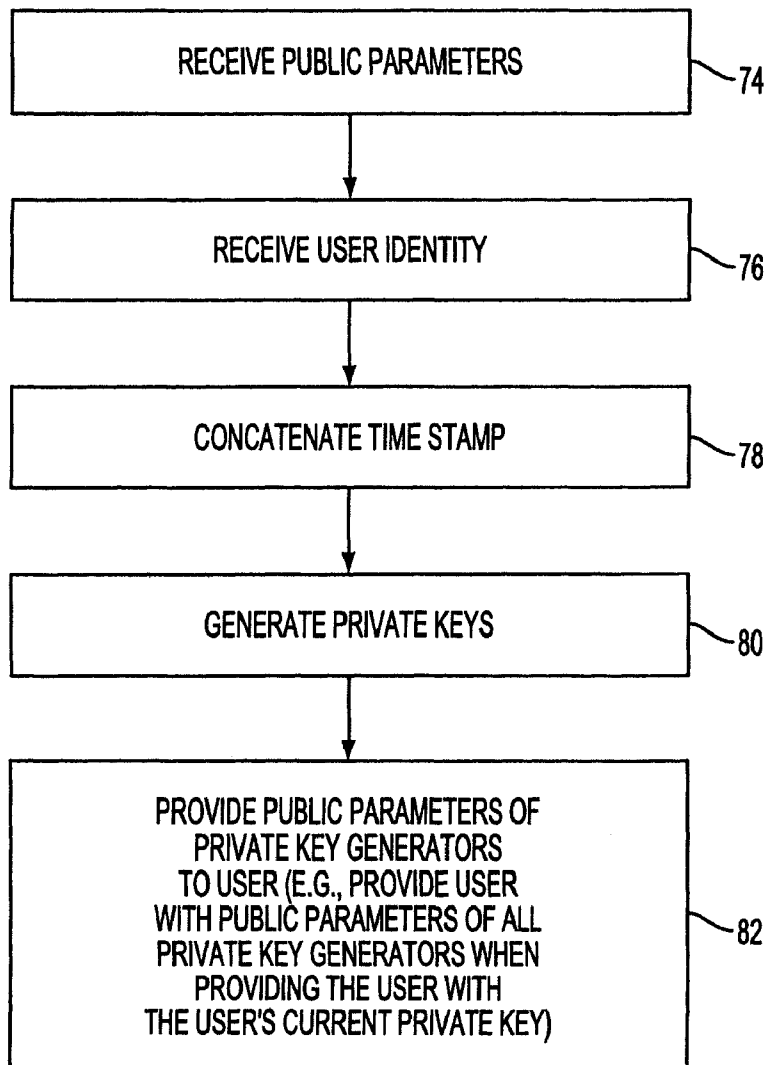 RECEIVE PUBLIC PARAMETERS
74
RECEIVE USER IDENTITY
76
CONCATENATE TIME STAMP
78
GENERATE PRIVATE KEYS
80
PROVIDE PUBLIC PARAMETERS OF
PRIVATE KEY GENERATORS
TO USER (E.G., PROVIDE USER
WITH PUBLIC PARAMETERS OF ALL
PRIVATE KEY GENERATORS WHEN
PROVIDING THE USER WITH
THE USER'S CURRENT PRIVATE KEY)
82